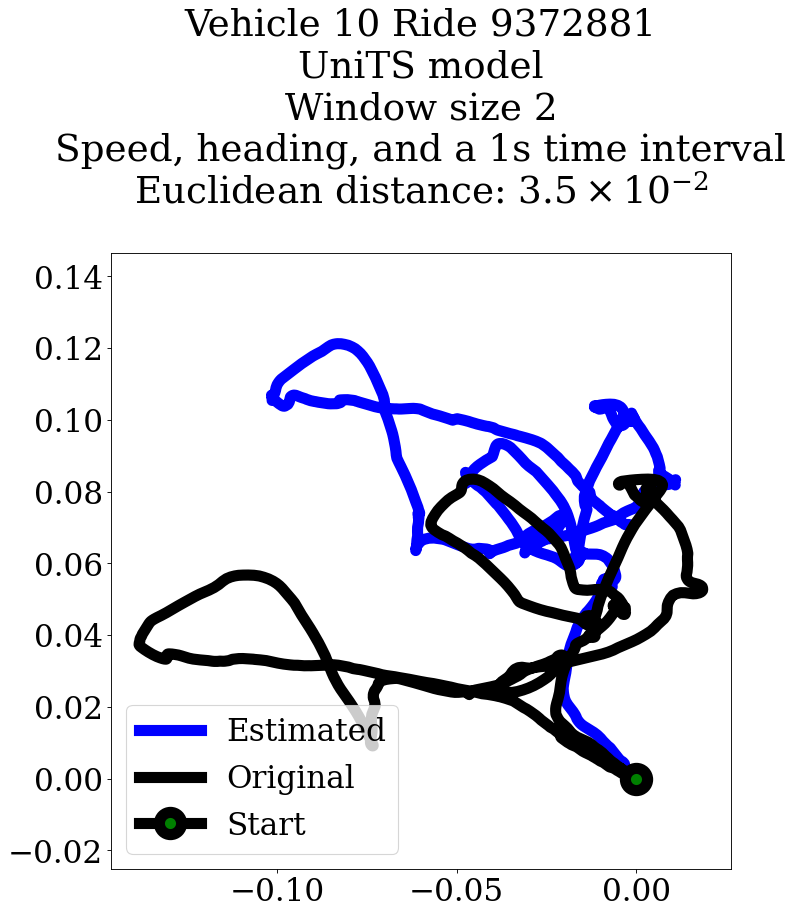 Vehicle 10 Ride 9372881
UniTS model
Window size 2
Speed, heading, and a 1s time interval
Euclidean distance: 3.5 × 10⁻²
0.14
0.12
0.10
0.08
0.06
0.04
0.02
0.00
−0.02
Estimated
Original
Start
−0.10
−0.05
0.00